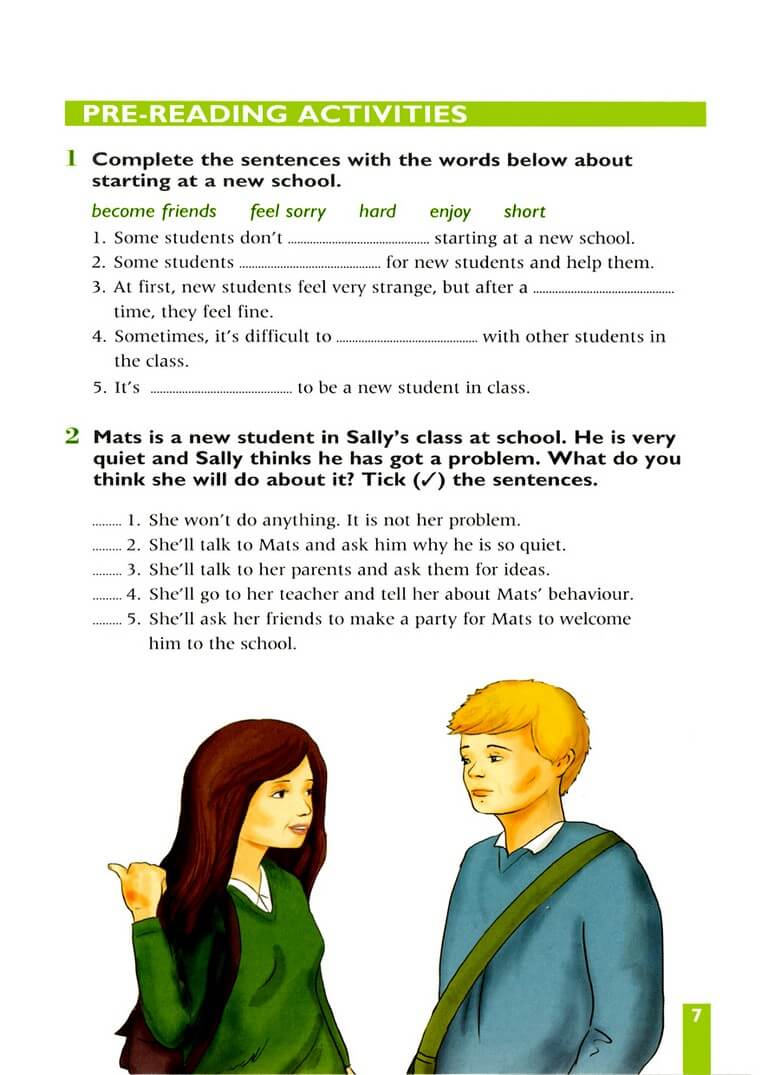 PRE-READING ACTIVITIES
1 Complete the sentences with the words below about
starting at a new school.
become friends feel sorry hard enjoy short
1. Some students don't ............................................. starting at a new school.
2. Some students ............................................. for new students and help them.
3. At first, new students feel very strange, but after a .............................................
time, they feel fine.
4. Sometimes, it's difficult to ............................................. with other students in
the class.
5. It's ............................................. to be a new student in class.
2 Mats is a new student in Sally's class at school. He is very
quiet and Sally thinks he has got a problem. What do you
think she will do about it? Tick (✓) the sentences.
......... 1. She won't do anything. It is not her problem.
......... 2. She'll talk to Mats and ask him why he is so quiet.
......... 3. She'll talk to her parents and ask them for ideas.
......... 4. She'll go to her teacher and tell her about Mats' behaviour.
......... 5. She'll ask her friends to make a party for Mats to welcome
him to the school.
7